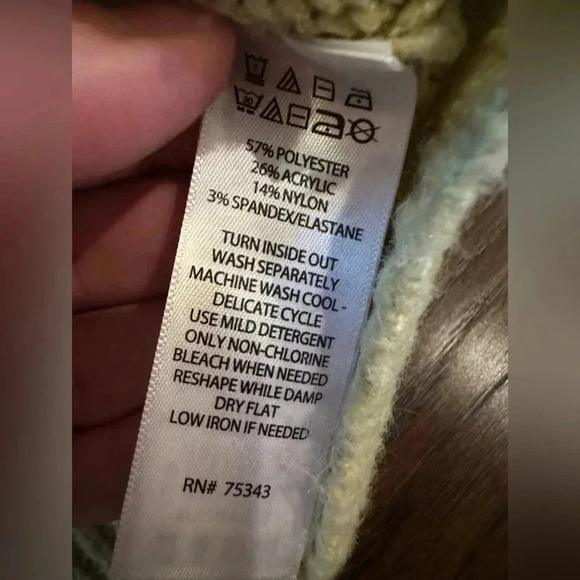 30
57% POLYESTER
26% ACRYLIC
14% NYLON
3% SPANDEX/ELASTANE
TURN INSIDE OUT
WASH SEPARATELY
MACHINE WASH COOL -
DELICATE CYCLE
USE MILD DETERGENT
ONLY NON-CHLORINE
BLEACH WHEN NEEDED
RESHAPE WHILE DAMP
DRY FLAT
LOW IRON IF NEEDED
RN# 75343